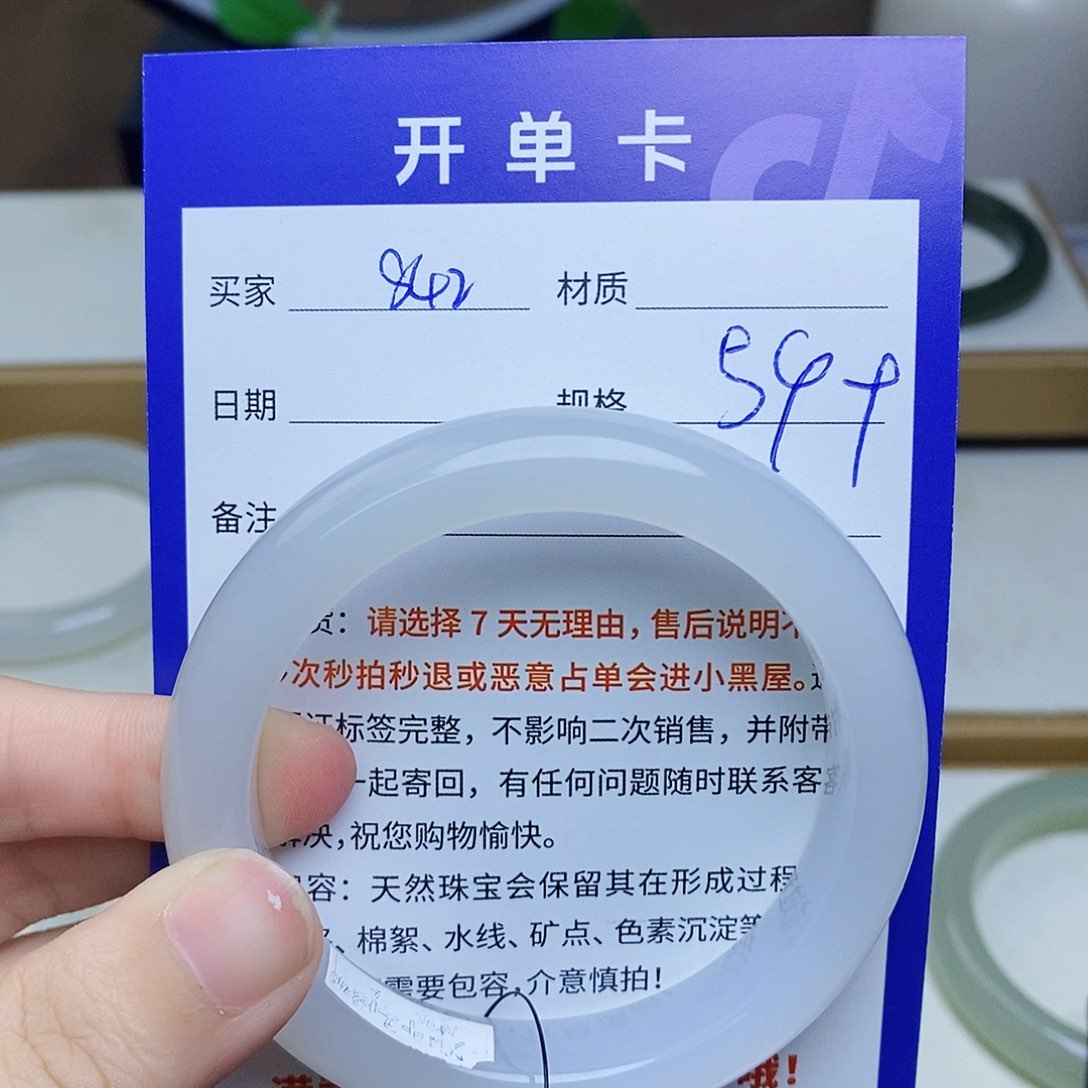 开单卡
买家 842 材质
日期 规格
备注
请选择 7 天无理由，售后说明
次秒拍秒退或恶意占单会进小黑屋。
标签完整，不影响二次销售，并附带
一起寄回，有任何问题随时联系客
解决，祝您购物愉快。
容：天然珠宝会保留其在形成过程
、棉絮、水线、矿点、色素沉淀等
需要包容，介意慎拍！
哦！